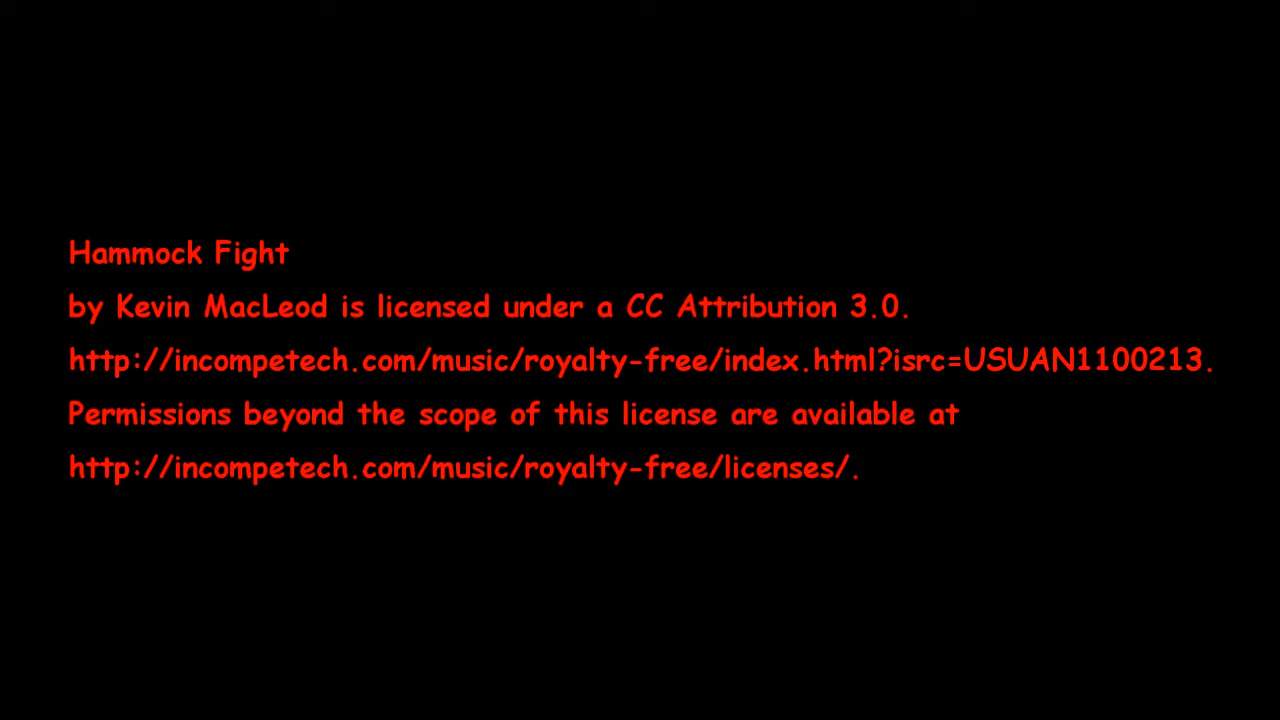 Hammock Fight
by Kevin MacLeod is licensed under a CC Attribution 3.0.
http://incompetech.com/music/royalty-free/index.html?isrc=USUAN1100213.
Permissions beyond the scope of this license are available at
http://incompetech.com/music/royalty-free/licenses/.